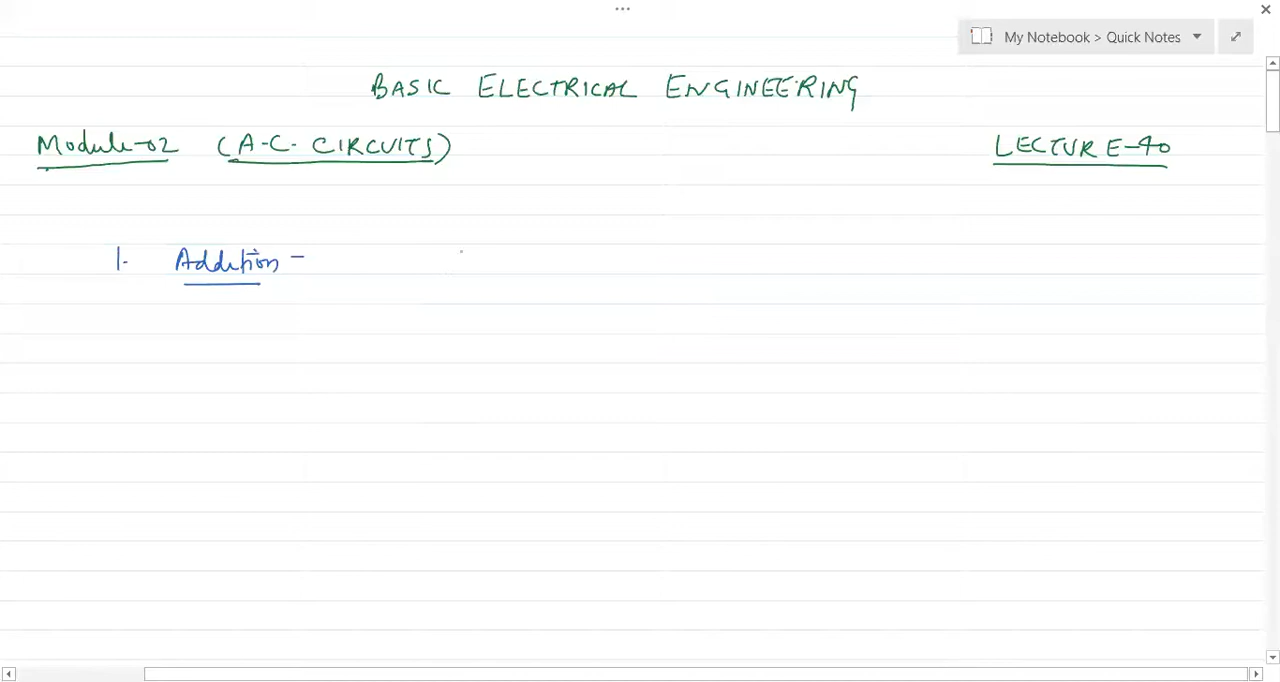 ...
My Notebook > Quick Notes
BASIC ELECTRICAL ENGINEERING
Module-02 (A-C- CIRCUITS) LECTURE-40
1. Addition -